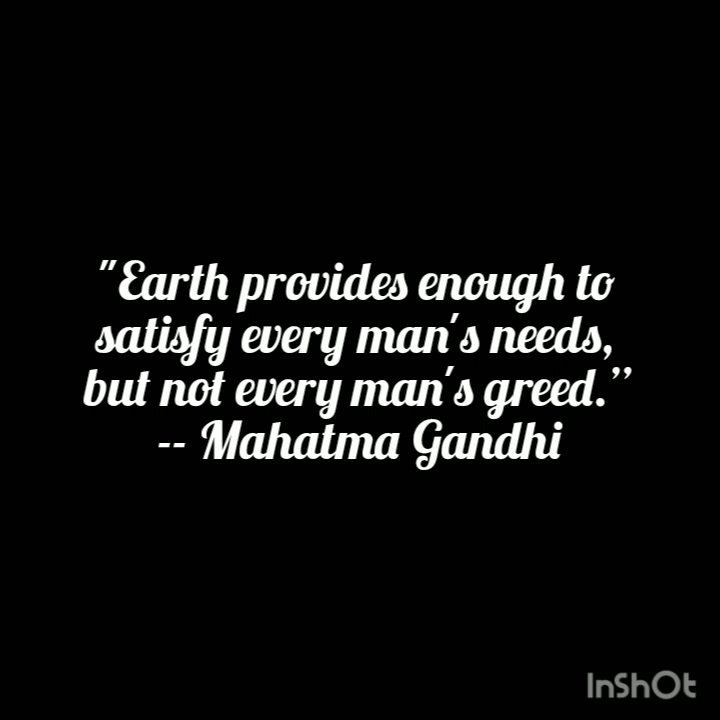 "Earth provides enough to
satisfy every man's needs,
but not every man's greed.”
-- Mahatma Gandhi
InShOt